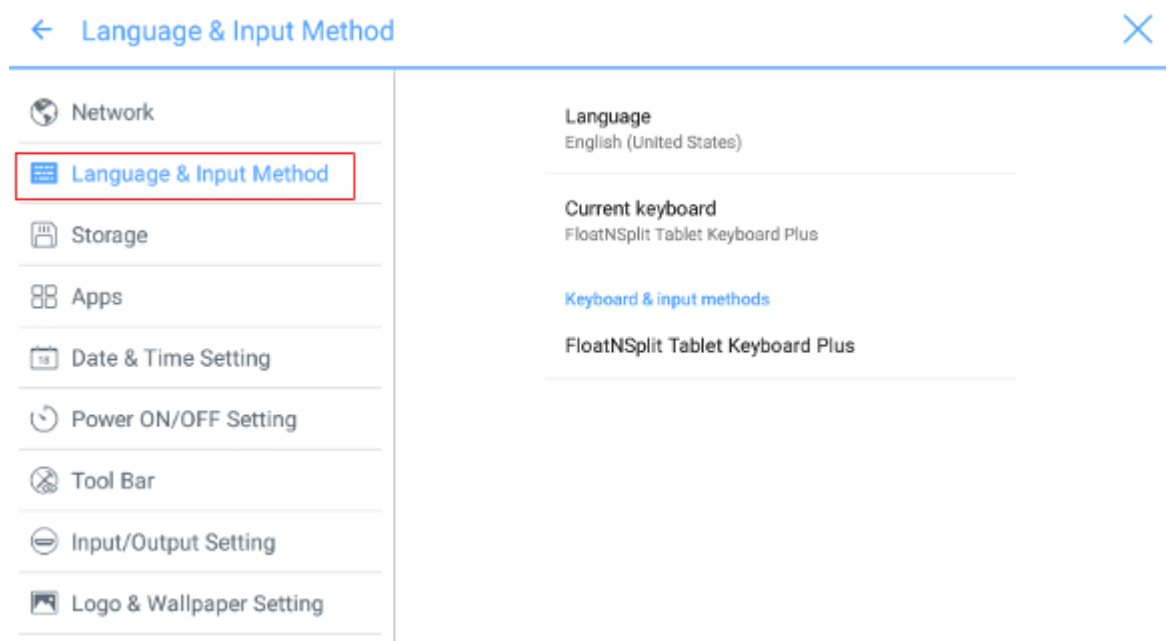 Language & Input Method
Network
Language & Input Method
Storage
Apps
18
Date & Time Setting
Power ON/OFF Setting
Tool Bar
Input/Output Setting
Logo & Wallpaper Setting
Language
English (United States)
Current keyboard
FloatNSplit Tablet Keyboard Plus
Keyboard & input methods
FloatNSplit Tablet Keyboard Plus